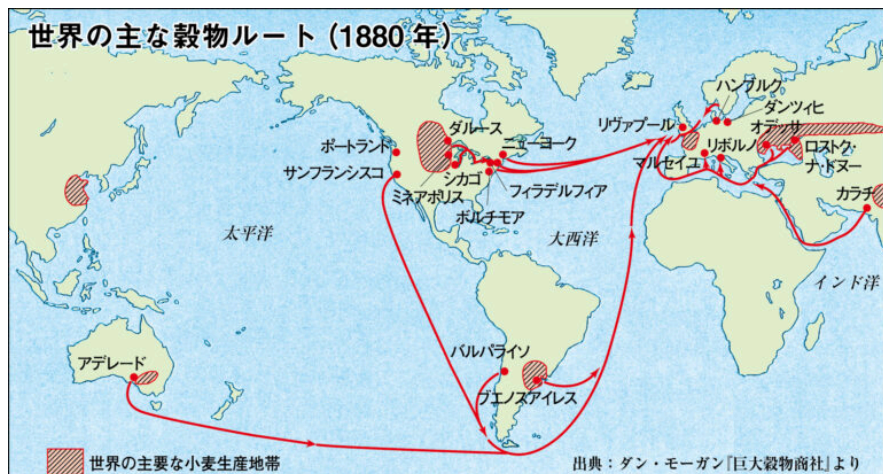 世界の主な穀物ルート(1880年)
ハンブルク
ダンツィヒ
オデッサ
リヴァプール
ダルース
ニューヨーク
ポートランド
リボルノ
ロストク・
ナ・ドヌー
マルセイユ
サンフランシスコ
シカゴ
フィラデルフィア
ミネアポリス
カラチ
ボルチモア
太平洋
大西洋
インド洋
バルパライソ
アデレード
ブエノスアイレス
世界の主要な小麦生産地帯
出典:ダン・モーガン『巨大穀物商社』より